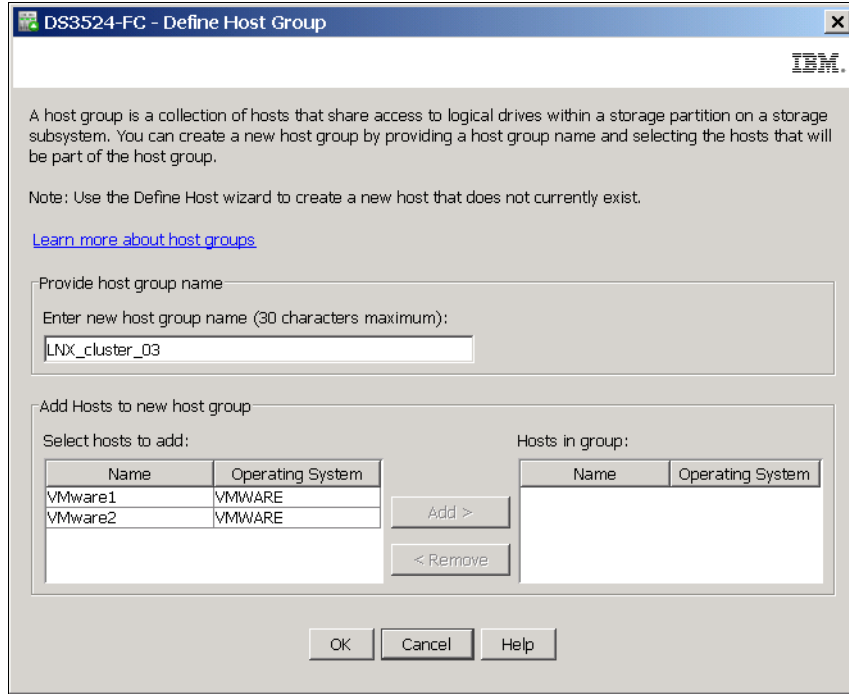 DS3524-FC - Define Host Group
IBM.
A host group is a collection of hosts that share access to logical drives within a storage partition on a storage
subsystem. You can create a new host group by providing a host group name and selecting the hosts that will
be part of the host group.
Note: Use the Define Host wizard to create a new host that does not currently exist.
Learn more about host groups
Provide host group name
Enter new host group name (30 characters maximum):
LNX_cluster_03
Add Hosts to new host group
Select hosts to add: Hosts in group:
Name Operating System Name Operating System
VMware1 VMWARE
VMware2 VMWARE
Add >
< Remove
OK Cancel Help